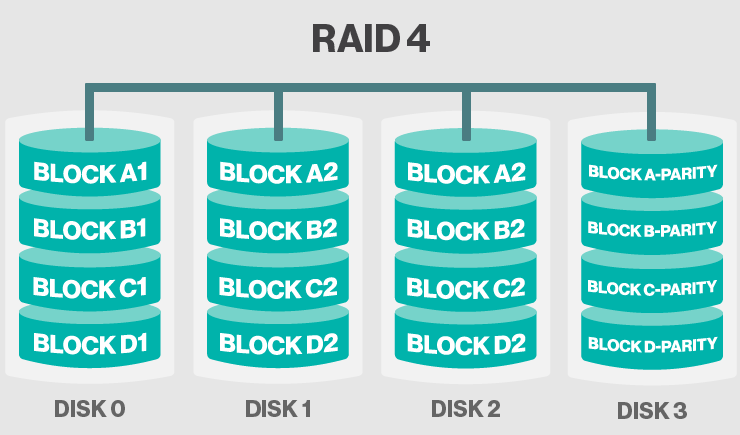 RAID 4
BLOCK A1 BLOCK A2 BLOCK A2 BLOCK A-PARITY
BLOCK B1 BLOCK B2 BLOCK B2 BLOCK B-PARITY
BLOCK C1 BLOCK C2 BLOCK C2 BLOCK C-PARITY
BLOCK D1 BLOCK D2 BLOCK D2 BLOCK D-PARITY
DISK 0 DISK 1 DISK 2 DISK 3